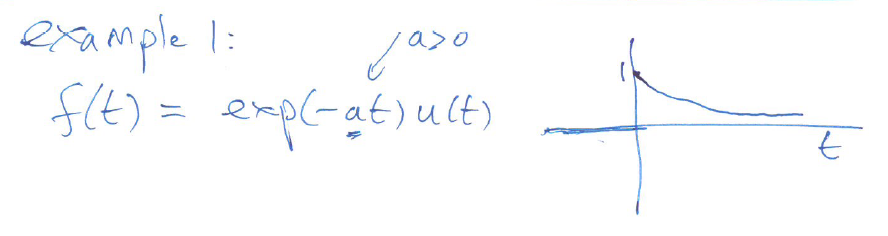 example 1:
a>0
f(t) = exp(-at)u(t)
1
t